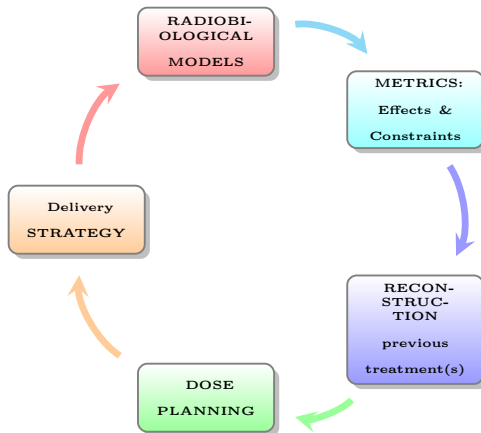 RADIOBI-
OLOGICAL
MODELS
METRICS:
Effects &
Constraints
RECON-
STRUC-
TION
previous
treatment(s)
DOSE
PLANNING
Delivery
STRATEGY